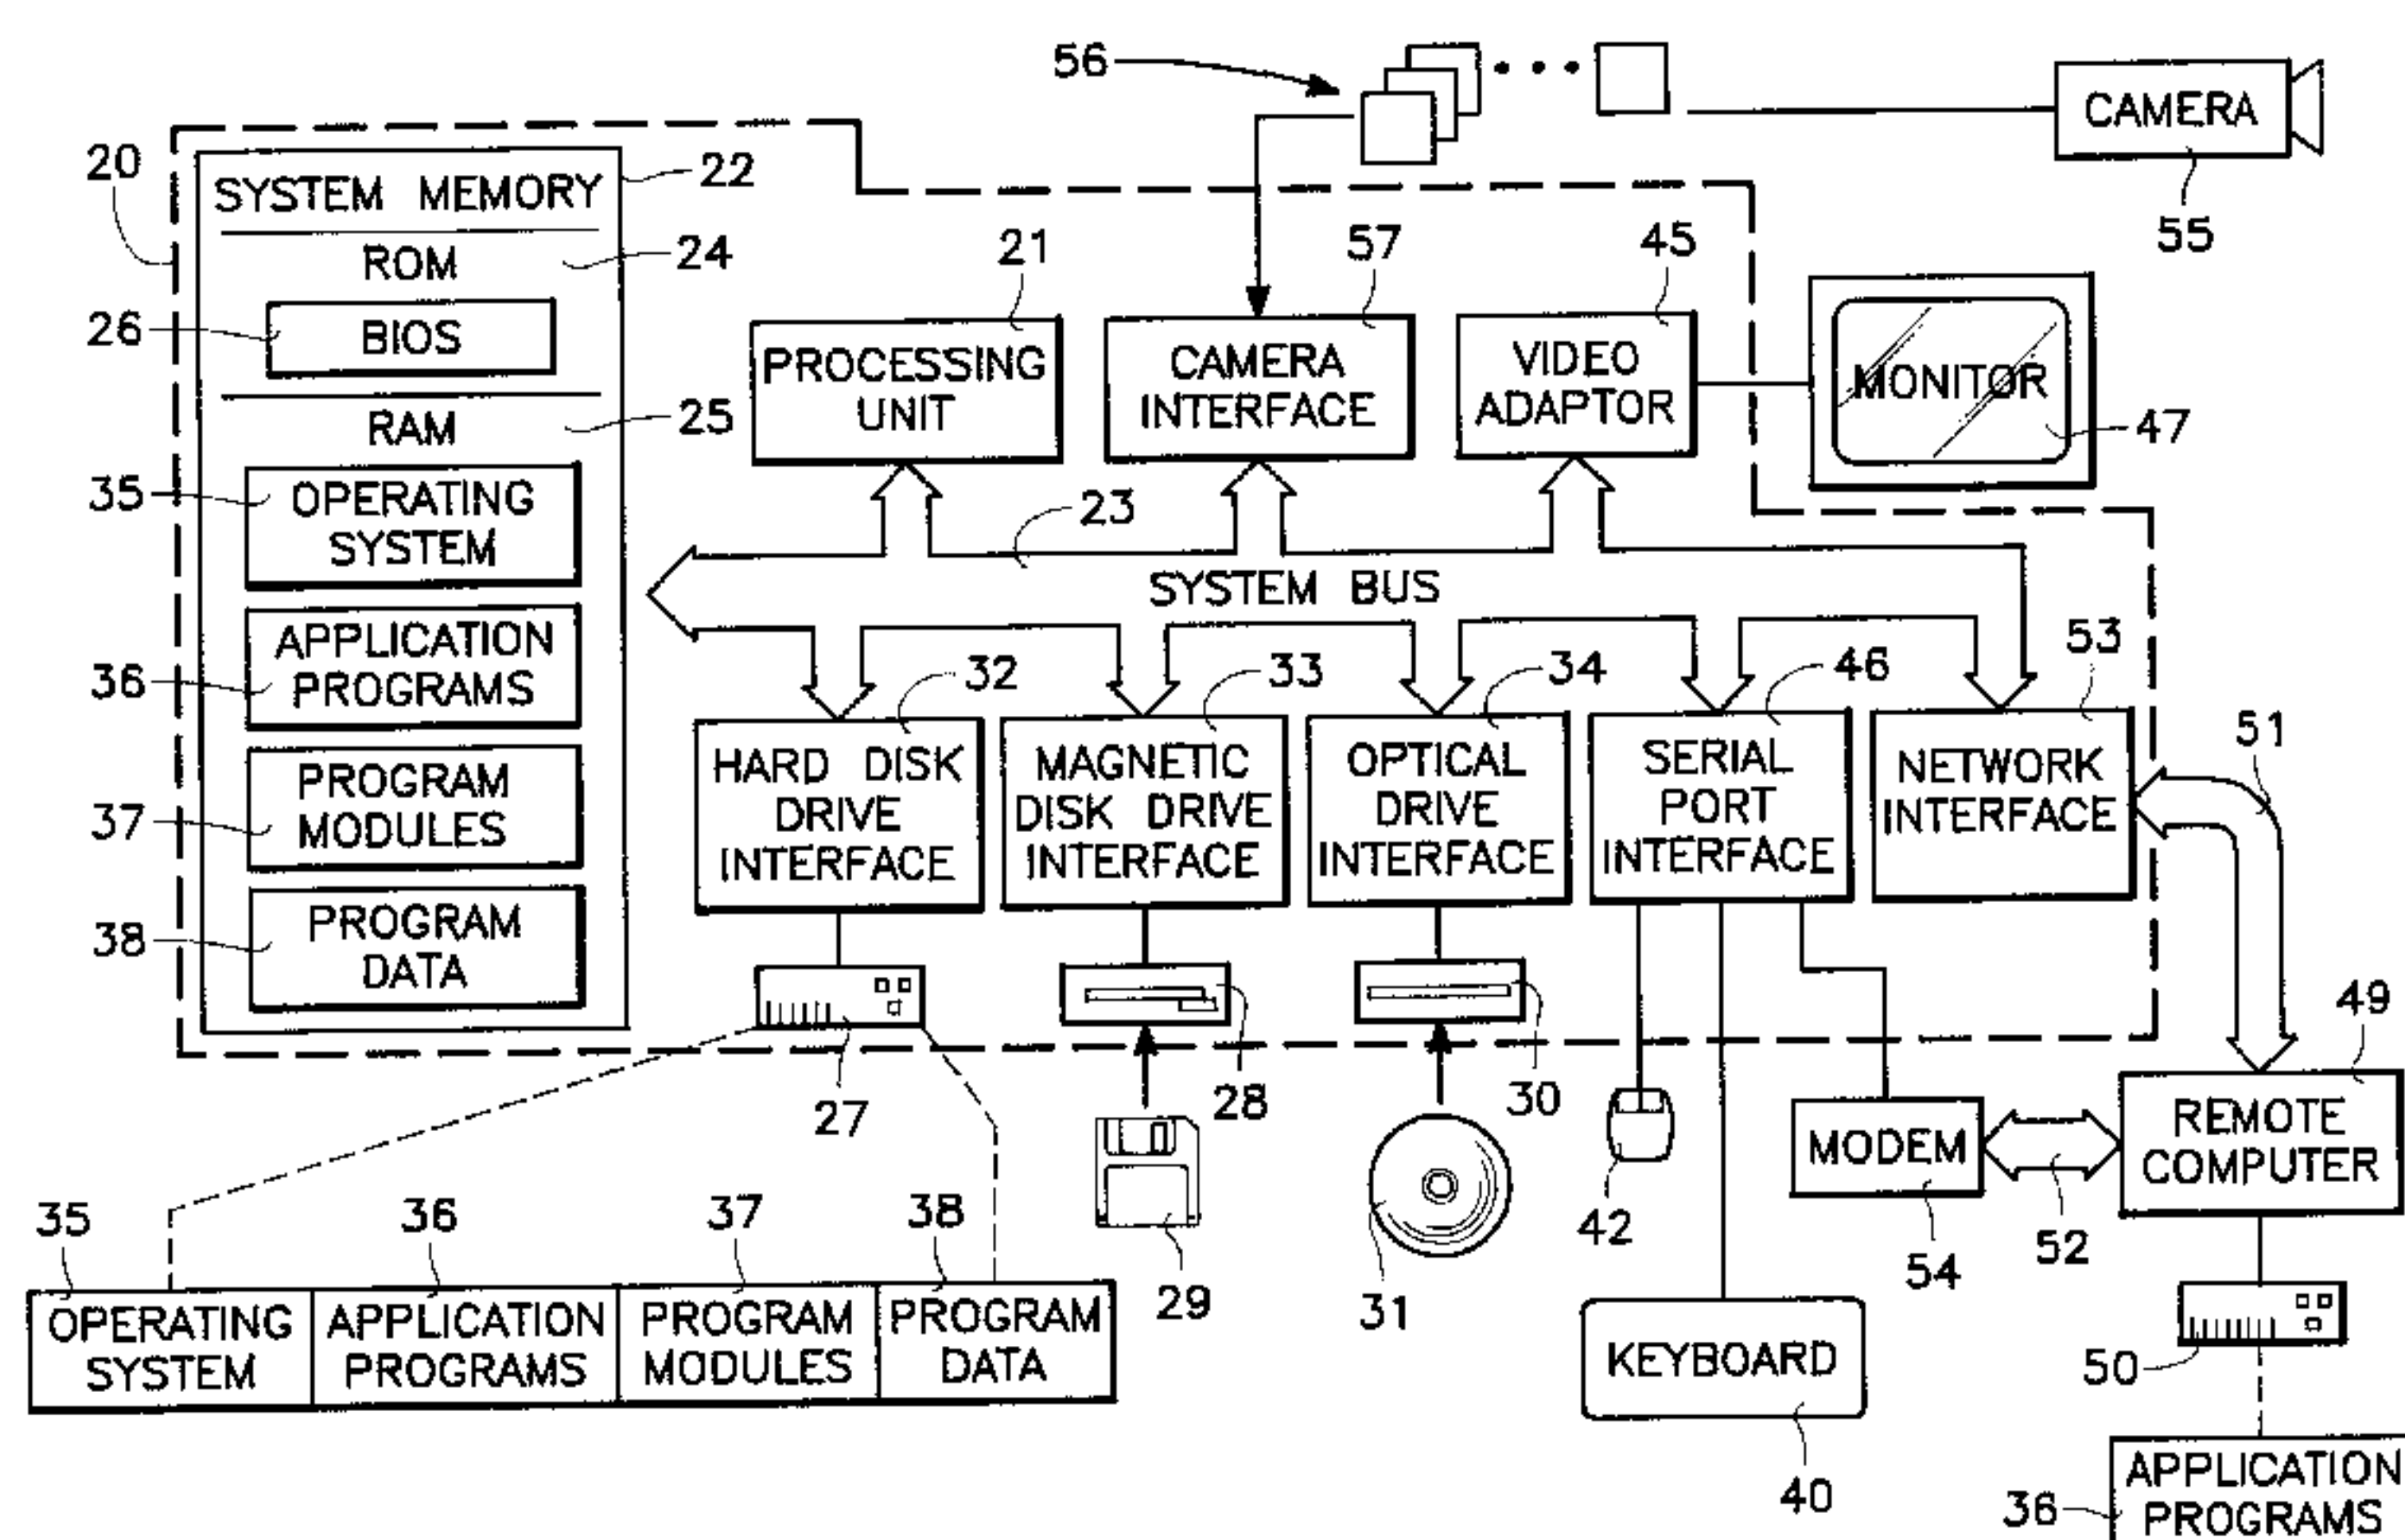 56
CAMERA
55
20
22
SYSTEM MEMORY
ROM
24
26
BIOS
RAM
25
35
OPERATING
SYSTEM
36
APPLICATION
PROGRAMS
37
PROGRAM
MODULES
38
PROGRAM
DATA
21
PROCESSING
UNIT
57
CAMERA
INTERFACE
45
VIDEO
ADAPTOR
MONITOR
47
23
SYSTEM BUS
32
HARD DISK
DRIVE
INTERFACE
33
MAGNETIC
DISK DRIVE
INTERFACE
34
OPTICAL
DRIVE
INTERFACE
46
SERIAL
PORT
INTERFACE
53
NETWORK
INTERFACE
51
27
28
30
29
31
42
MODEM
54
52
49
REMOTE
COMPUTER
50
35
OPERATING
SYSTEM
36
APPLICATION
PROGRAMS
37
PROGRAM
MODULES
38
PROGRAM
DATA
KEYBOARD
40
36
APPLICATION
PROGRAMS